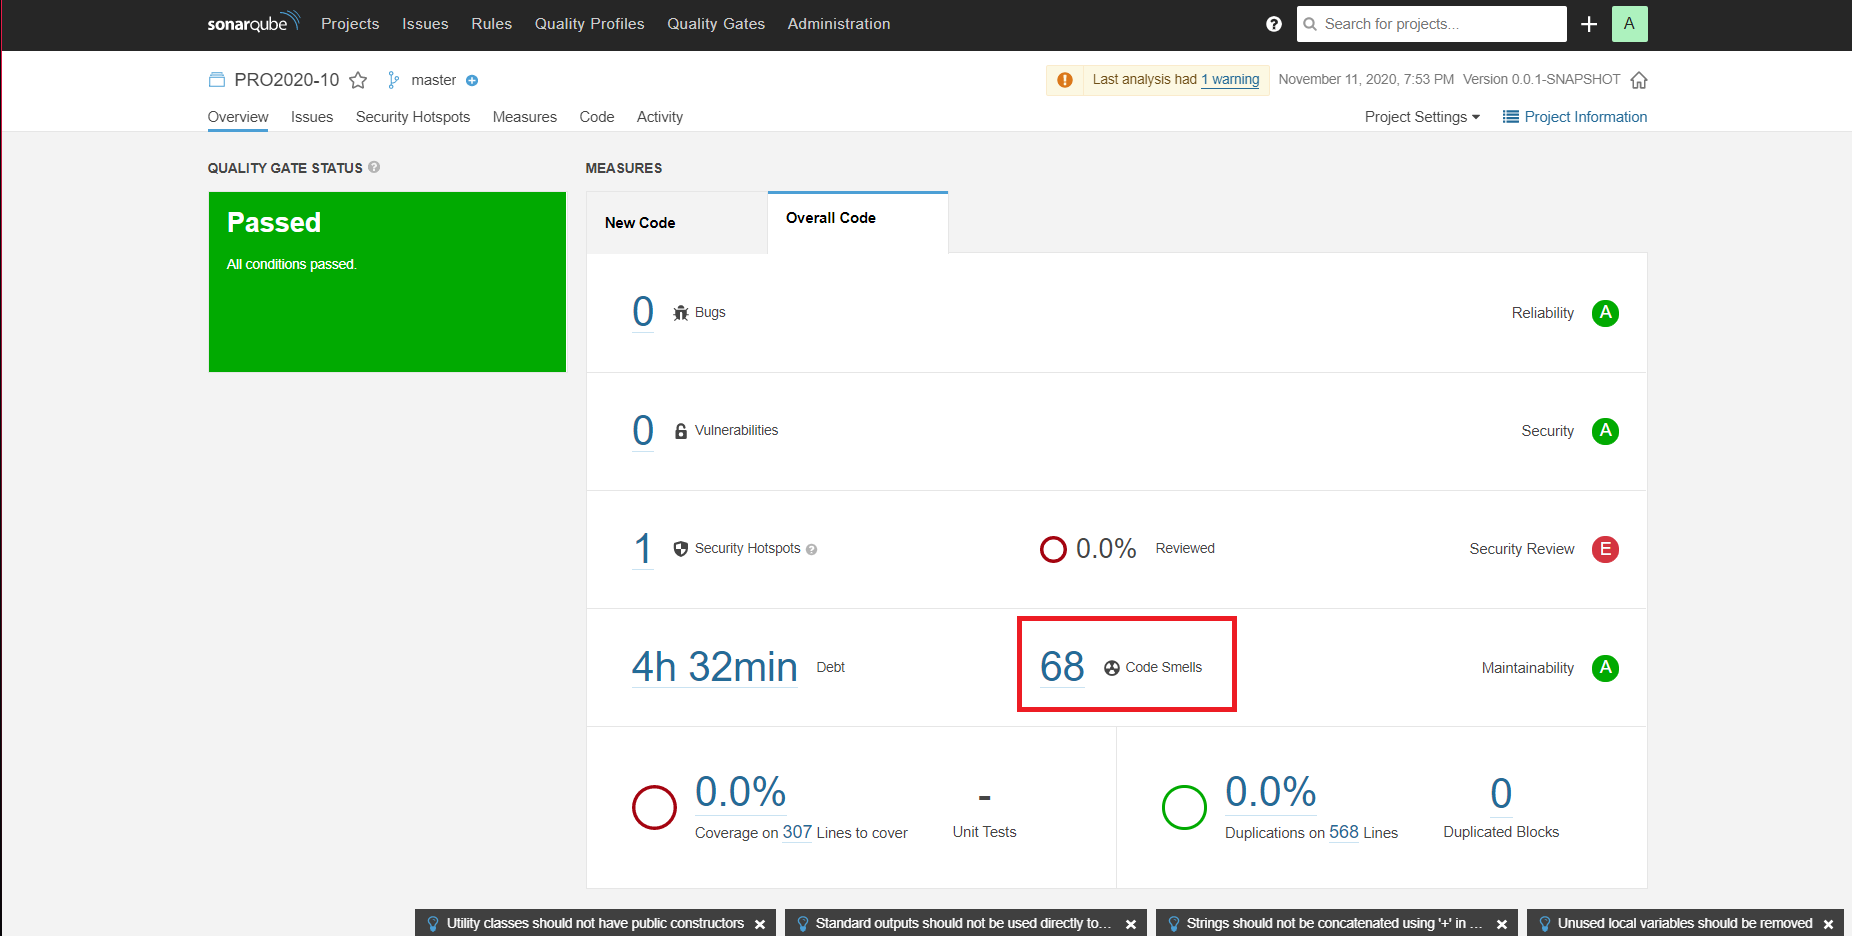 sonarqube Projects Issues Rules Quality Profiles Quality Gates Administration ? Search for projects... + A
PRO2020-10 master Last analysis had 1 warning November 11, 2020, 7:53 PM Version 0.0.1-SNAPSHOT
Overview Issues Security Hotspots Measures Code Activity Project Settings Project Information
QUALITY GATE STATUS ?
Passed
All conditions passed.
MEASURES
New Code Overall Code
0 Bugs Reliability A
0 Vulnerabilities Security A
1 Security Hotspots ? 0.0% Reviewed Security Review E
4h 32min Debt 68 Code Smells Maintainability A
0.0% - 0.0% 0
Coverage on 307 Lines to cover Unit Tests Duplications on 568 Lines Duplicated Blocks
Utility classes should not have public constructors × Standard outputs should not be used directly to... × Strings should not be concatenated using '+' in ... × Unused local variables should be removed ×